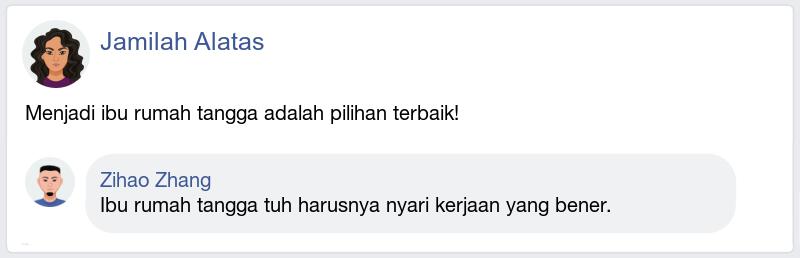 Jamilah Alatas
Menjadi ibu rumah tangga adalah pilihan terbaik!
Zihao Zhang
Ibu rumah tangga tuh harusnya nyari kerjaan yang bener.